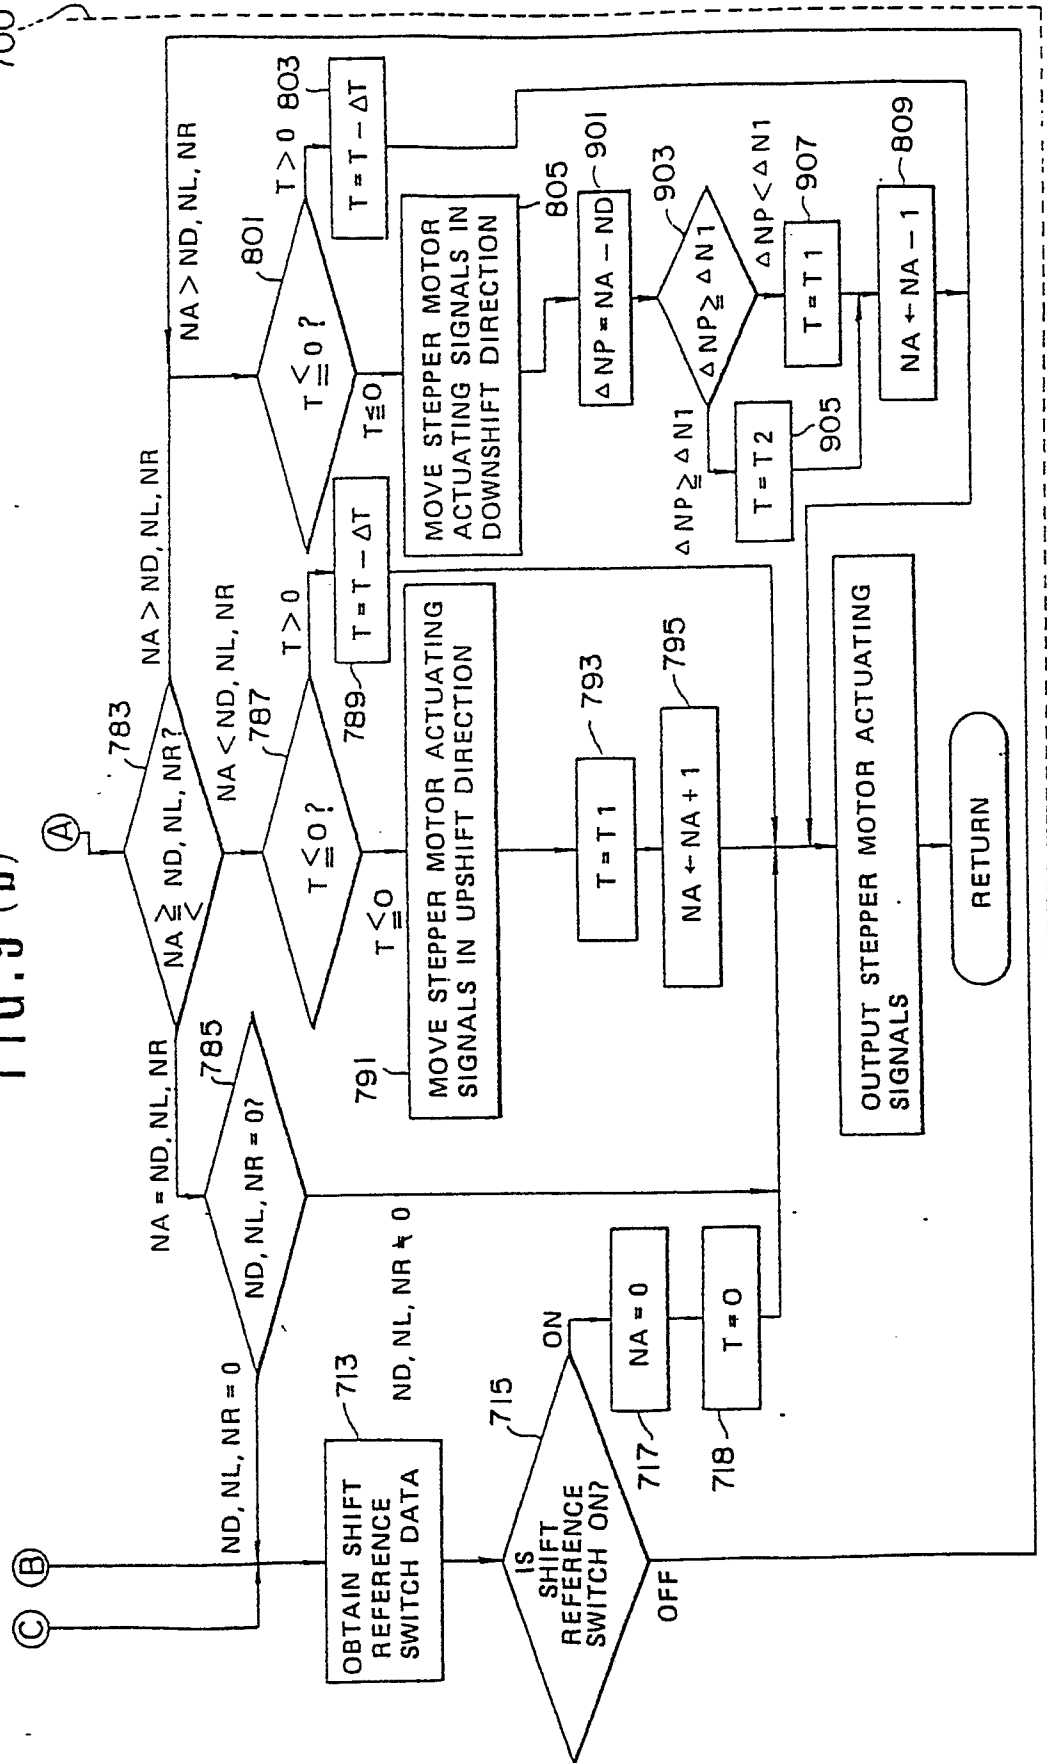 700
A
783
NA ≧< ND, NL, NR?
NA > ND, NL, NR
NA > ND, NL, NR
NA = ND, NL, NR
785
ND, NL, NR = 0?
ND, NL, NR = 0
ND, NL, NR ≠ 0
C
B
OBTAIN SHIFT
REFERENCE
SWITCH DATA
713
IS
SHIFT
REFERENCE
SWITCH ON?
715
ON
OFF
NA = 0
717
T = 0
718
NA < ND, NL, NR
787
T ≦ 0?
T > 0
T = T − ΔT
789
T ≦ 0
791
MOVE STEPPER MOTOR ACTUATING
SIGNALS IN UPSHIFT DIRECTION
T = T1
793
NA ← NA + 1
795
801
T ≦ 0?
T > 0
803
T = T − ΔT
T ≦ 0
MOVE STEPPER MOTOR
ACTUATING SIGNALS IN
DOWNSHIFT DIRECTION
805
ΔNP = NA − ND
901
903
ΔNP ≧ ΔN1
ΔNP ≧ ΔN1
ΔNP < ΔN1
T = T2
905
T = T1
907
NA ← NA − 1
809
OUTPUT STEPPER MOTOR ACTUATING
SIGNALS
RETURN